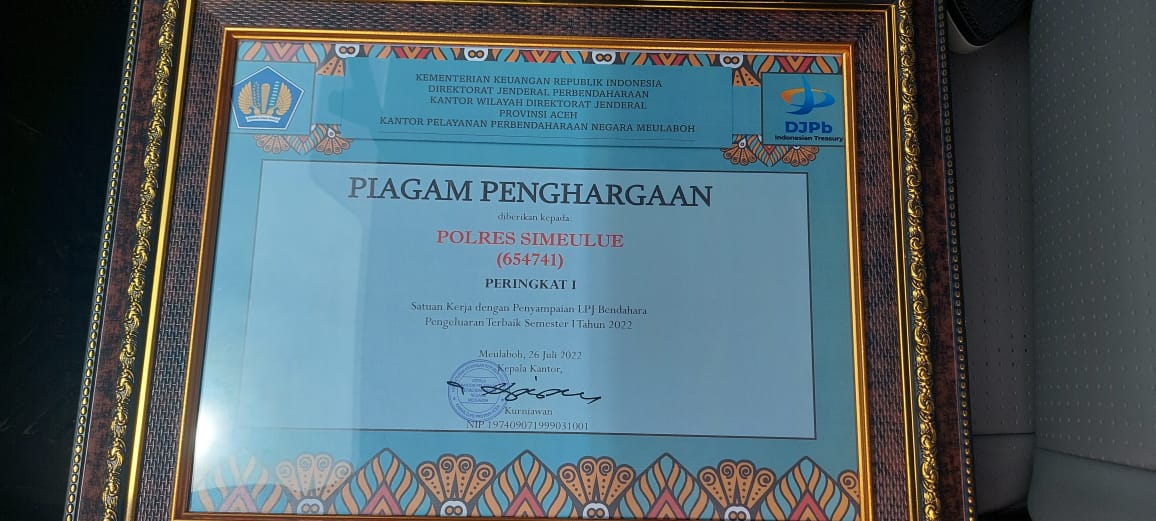 KEMENTERIAN KEUANGAN REPUBLIK INDONESIA
DIREKTORAT JENDERAL PERBENDAHARAAN
KANTOR WILAYAH DIREKTORAT JENDERAL
PROVINSI ACEH
KANTOR PELAYANAN PERBENDAHARAAN NEGARA MEULABOH
DJPb
Indonesian Treasury
PIAGAM PENGHARGAAN
diberikan kepada:
POLRES SIMEULUE
(654741)
PERINGKAT I
Satuan Kerja dengan Penyampaian LPJ Bendahara
Pengeluaran Terbaik Semester I Tahun 2022
Meulaboh, 26 Juli 2022
Kepala Kantor,
Kurniawan
NIP 197409071999031001